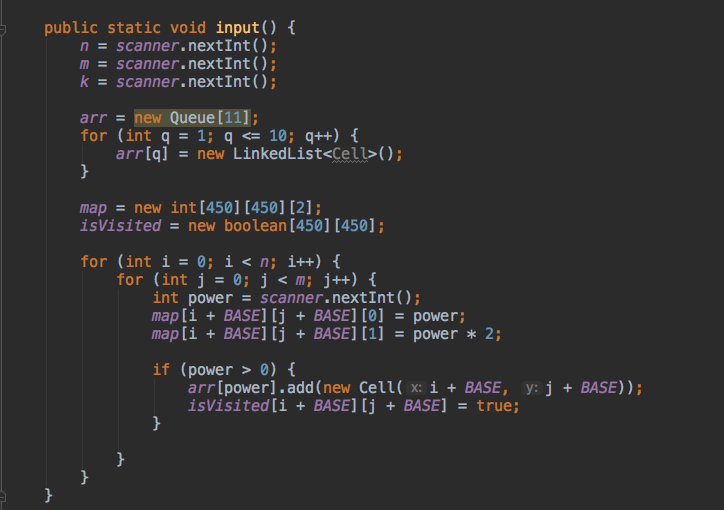 public static void input() {
    n = scanner.nextInt();
    m = scanner.nextInt();
    k = scanner.nextInt();

    arr = new Queue[11];
    for (int q = 1; q <= 10; q++) {
        arr[q] = new LinkedList<Cell>();
    }

    map = new int[450][450][2];
    isVisited = new boolean[450][450];

    for (int i = 0; i < n; i++) {
        for (int j = 0; j < m; j++) {
            int power = scanner.nextInt();
            map[i + BASE][j + BASE][0] = power;
            map[i + BASE][j + BASE][1] = power * 2;

            if (power > 0) {
                arr[power].add(new Cell( x: i + BASE, y: j + BASE));
                isVisited[i + BASE][j + BASE] = true;
            }

        }
    }
}